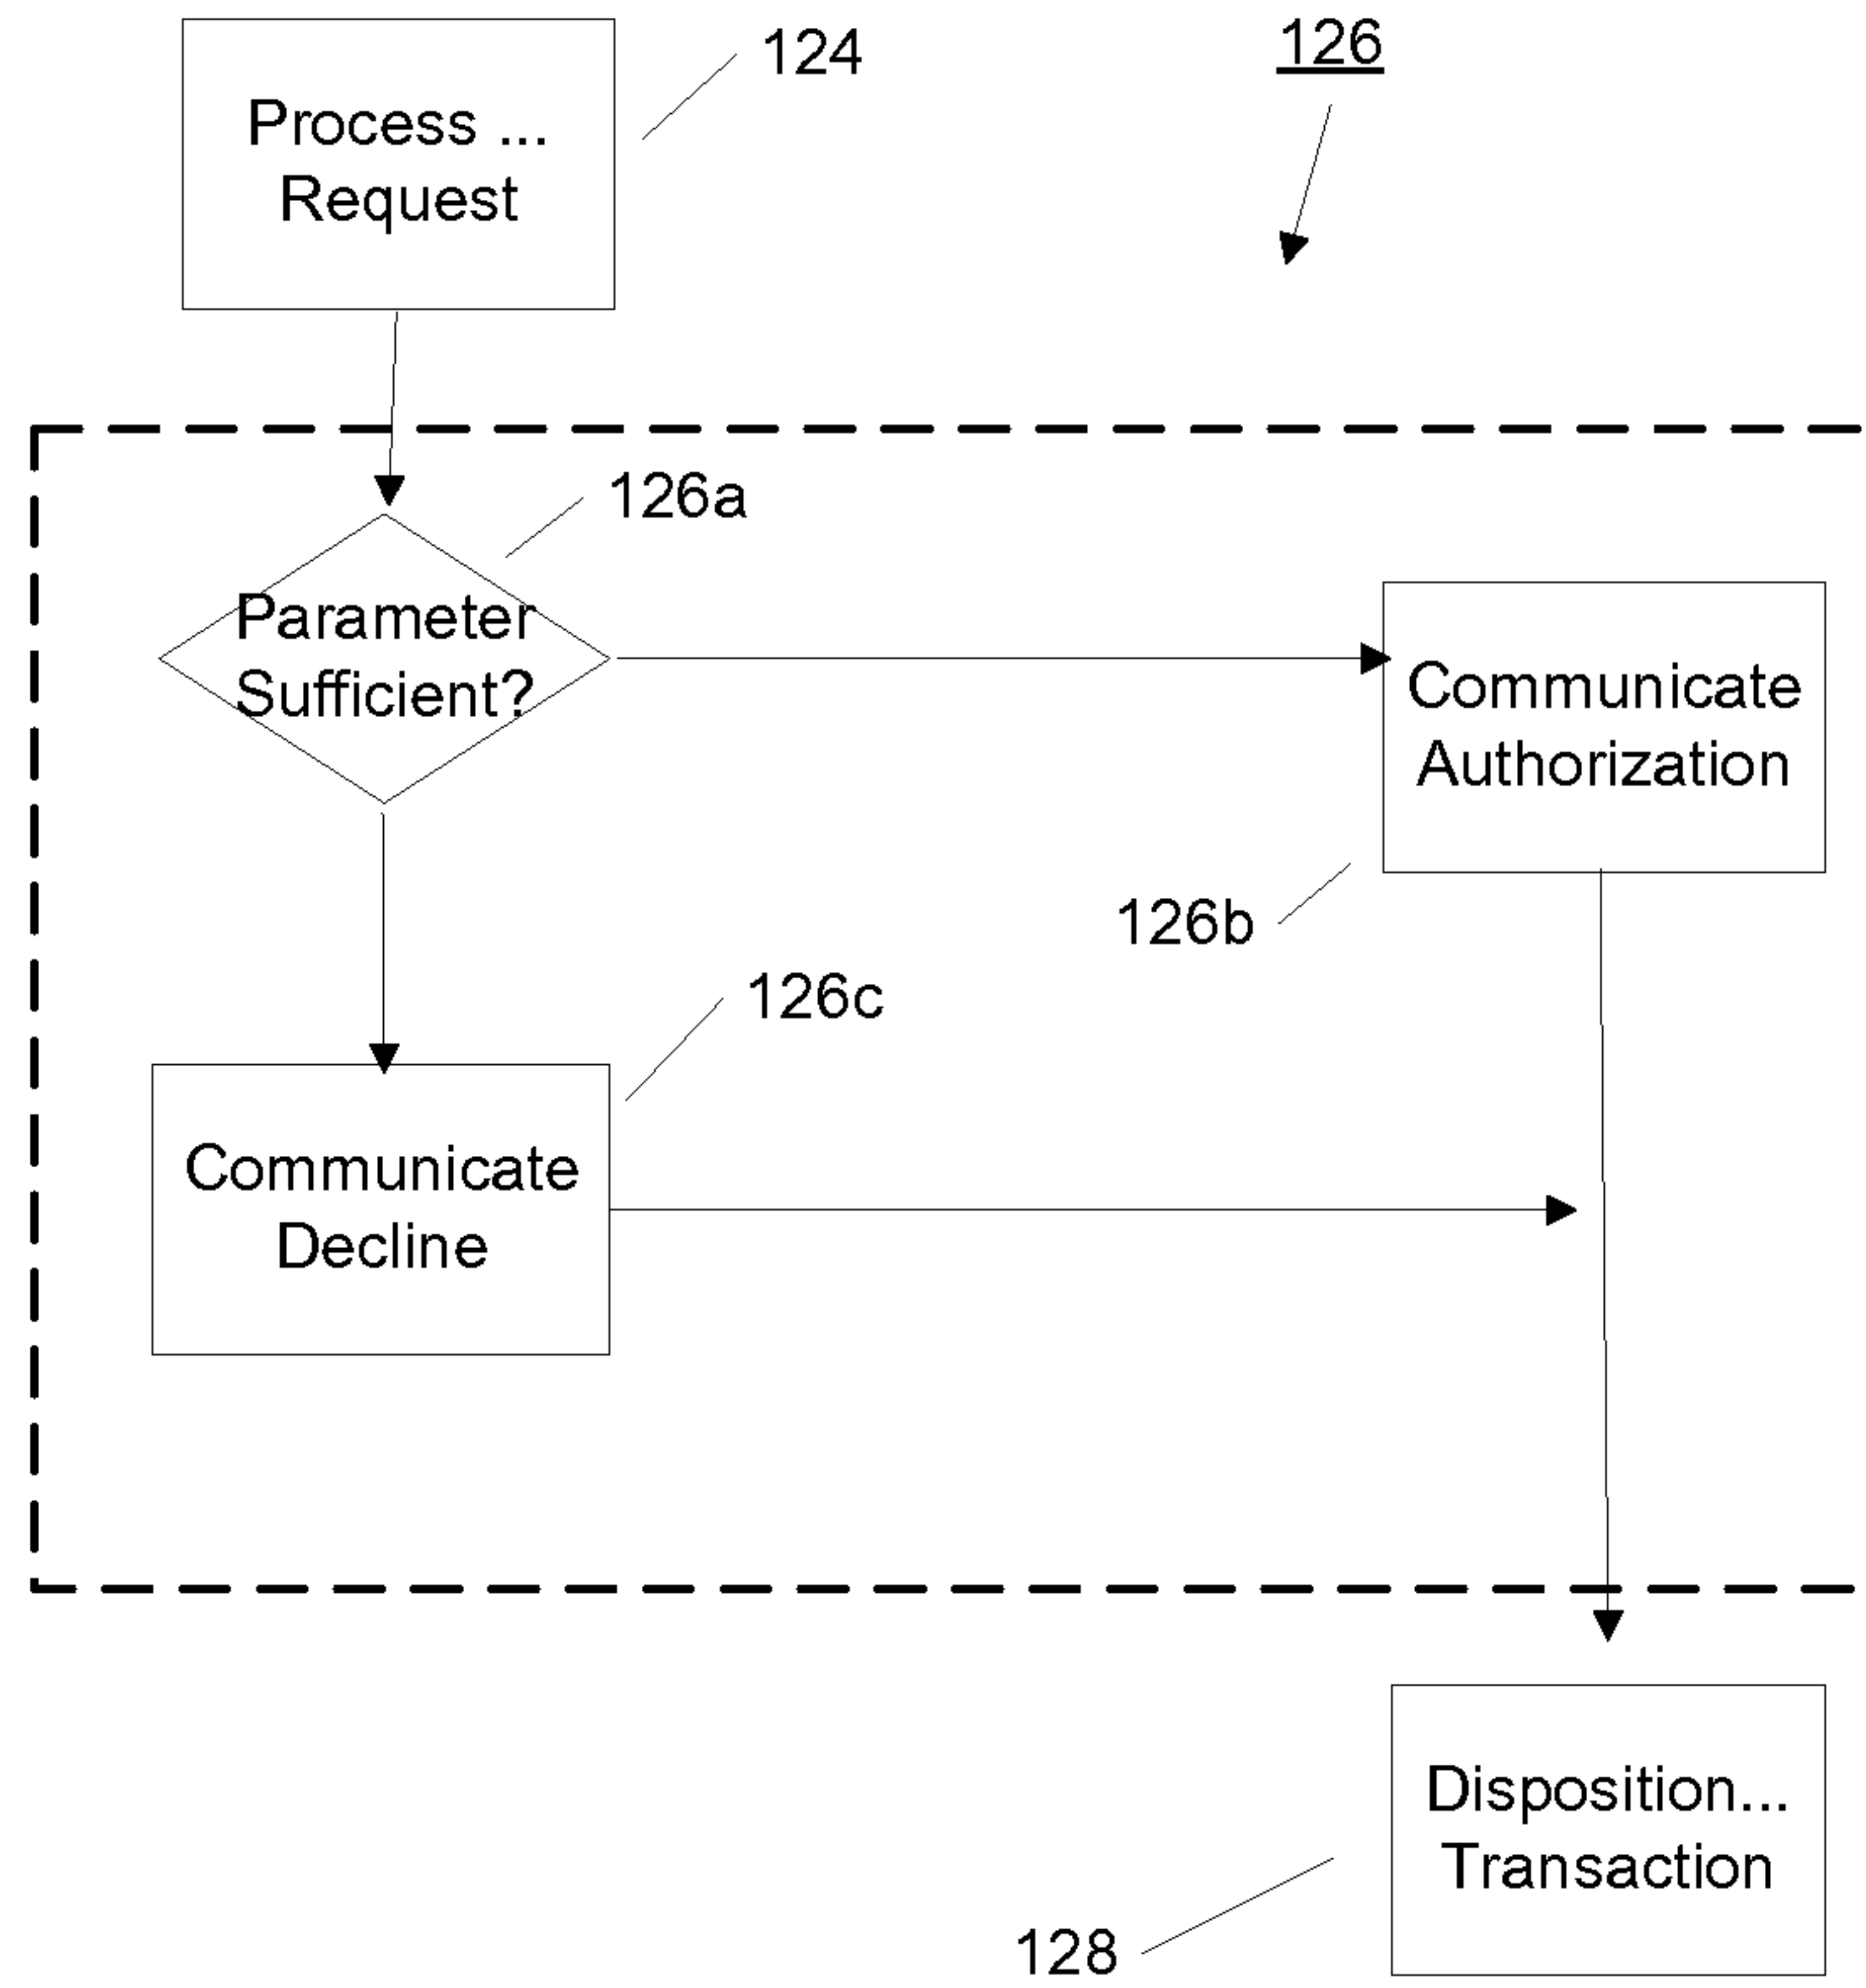 124
126
Process ...
Request
126a
Parameter
Sufficient?
Communicate
Authorization
126b
126c
Communicate
Decline
Disposition...
Transaction
128